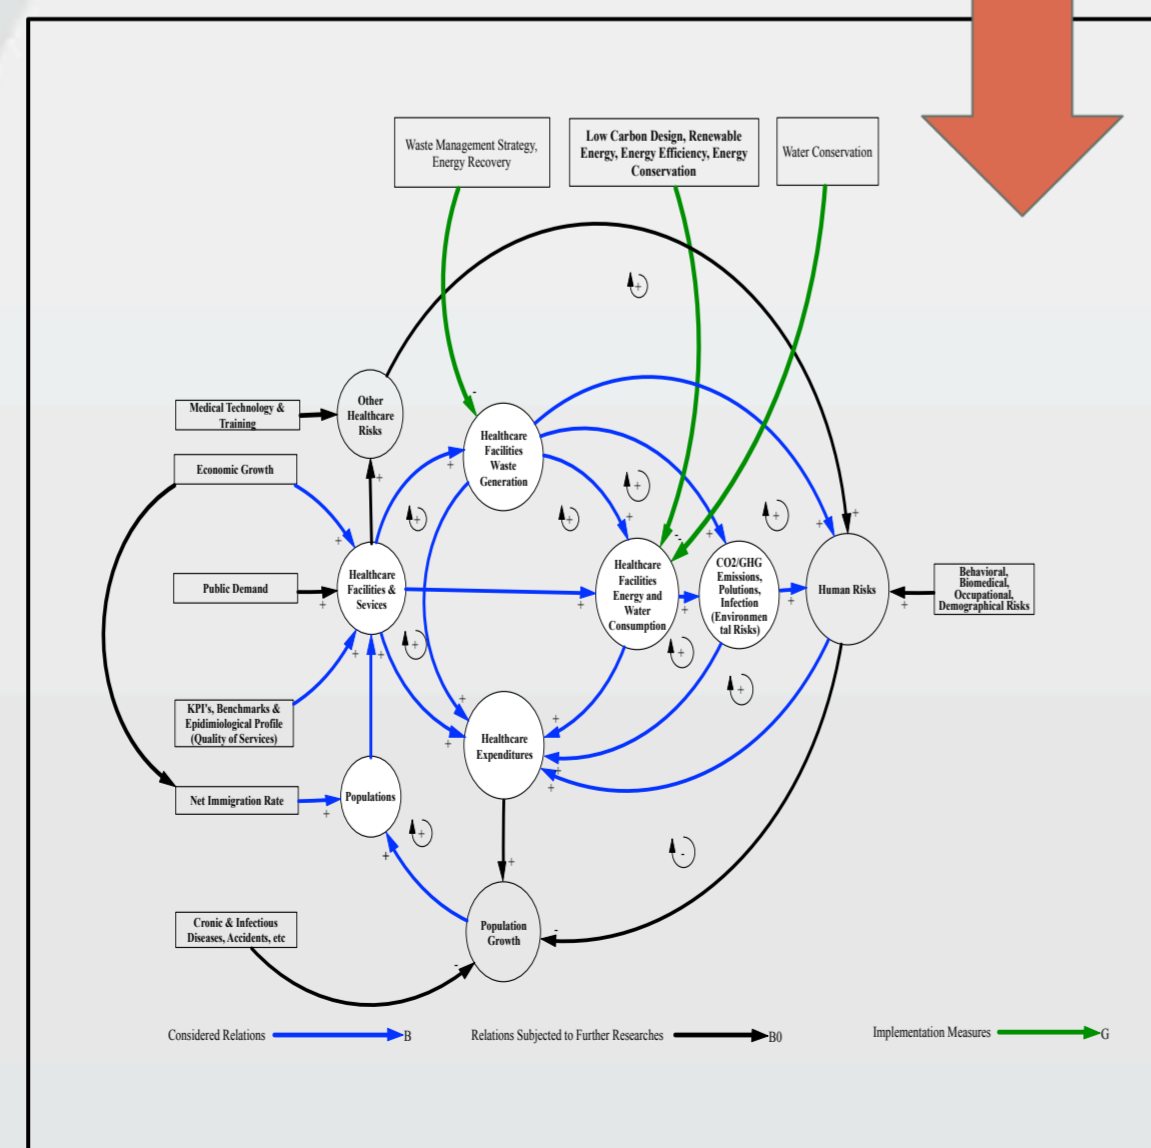 Waste Management Strategy,
Energy Recovery
Low Carbon Design, Renewable
Energy, Energy Efficiency, Energy
Conservation
Water Conservation
+
Medical Technology &
Training
Other
Healthcare
Risks
-
Healthcare
Facilities
Waste
Generation
Economic Growth
+
+
+
+
+
+
+
+
+
+
+
+
-
-
Public Demand
+
Healthcare
Facilities &
Sevices
Healthcare
Facilities
Energy and
Water
Consumption
+
+
CO2/GHG
Emissions,
Polutions,
Infection
(Environmen
tal Risks)
+
Human Risks
+
Behavioral,
Biomedical,
Occupational,
Demographical Risks
+
+
+
+
+
KPI's, Benchmarks &
Epidimiological Profile
(Quality of Services)
+
+
+
Healthcare
Expenditures
+
+
Net Immigration Rate
+
Populations
+
+
-
+
Cronic & Infectious
Diseases, Accidents, etc
-
Population
Growth
-
Considered Relations
B
Relations Subjected to Further Researches
B0
Implementation Measures
G